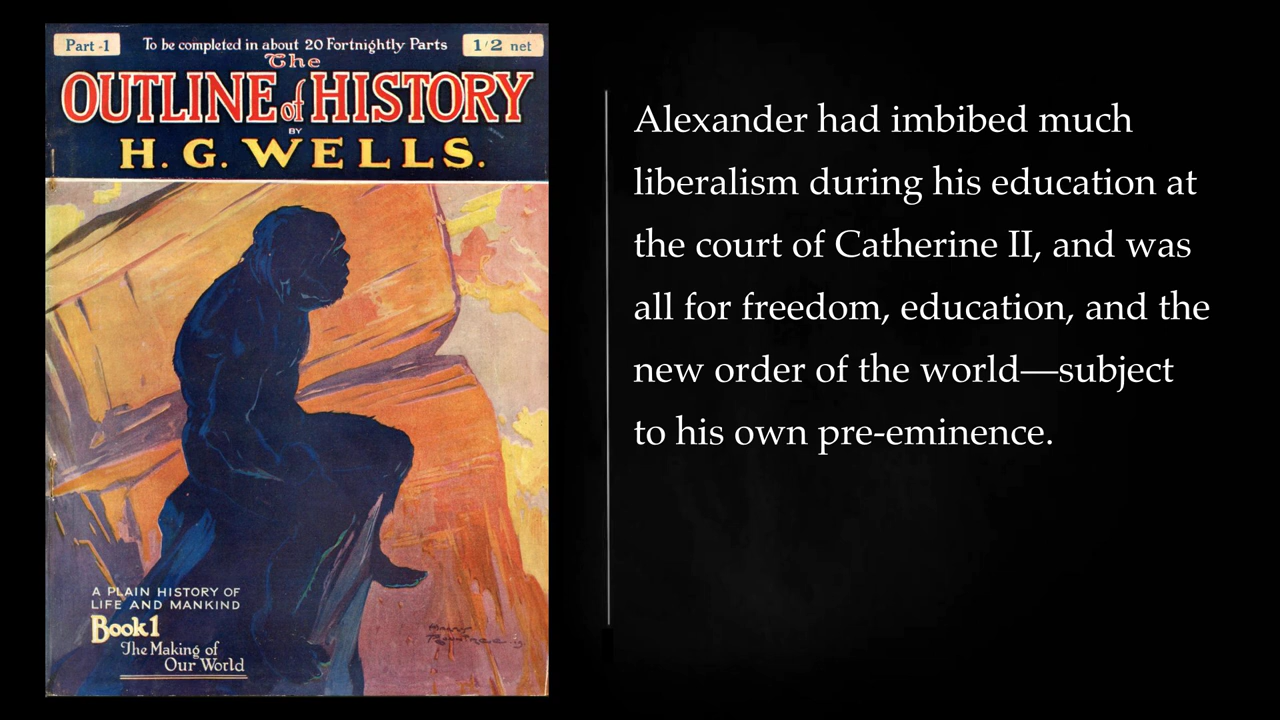 Part -1
To be completed in about 20 Fortnightly Parts
1/2 net
The
OUTLINE of HISTORY
BY
H. G. WELLS.
A PLAIN HISTORY OF
LIFE AND MANKIND
Book 1
The Making of
Our World
Alexander had imbibed much
liberalism during his education at
the court of Catherine II, and was
all for freedom, education, and the
new order of the world—subject
to his own pre-eminence.